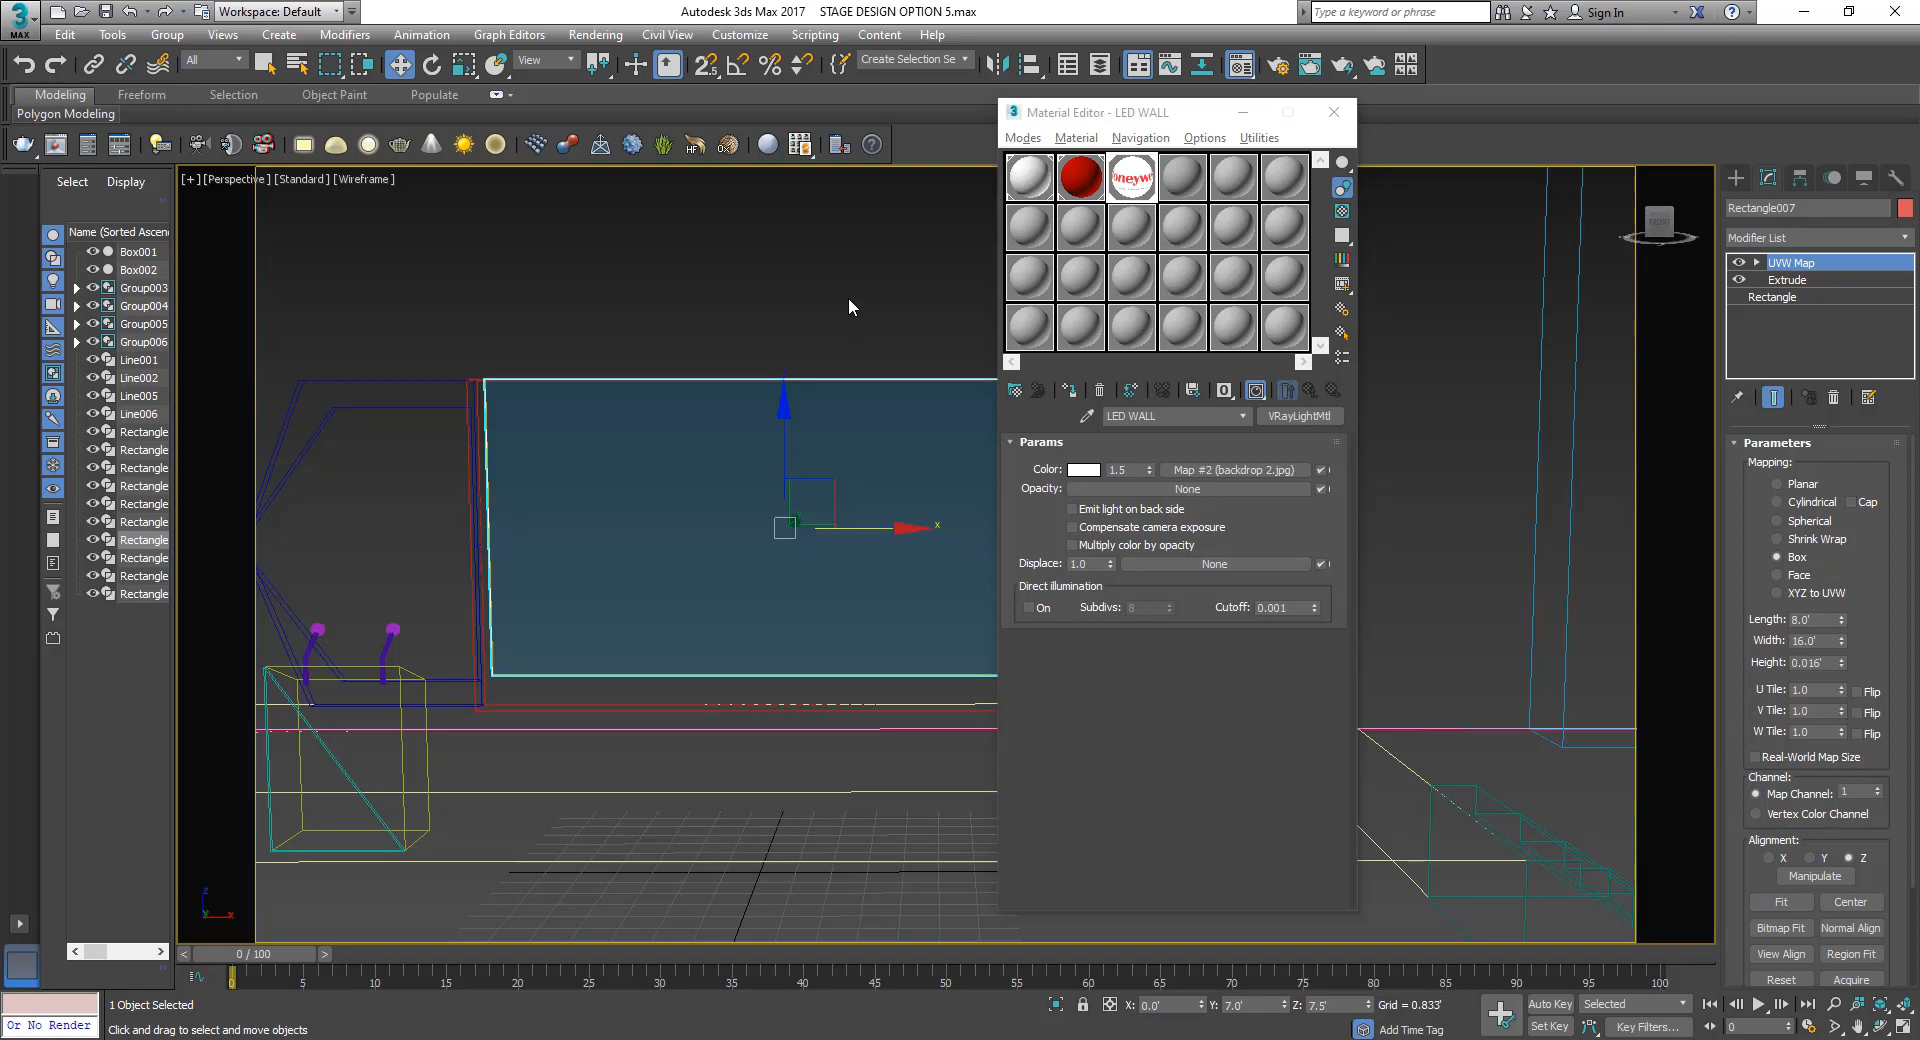 Workspace: Default
Autodesk 3ds Max 2017    STAGE DESIGN OPTION 5.max
Type a keyword or phrase
Sign In
MAX
Edit
Tools
Group
Views
Create
Modifiers
Animation
Graph Editors
Rendering
Civil View
Customize
Scripting
Content
Help
All
View
Create Selection Se
Modeling
Freeform
Selection
Object Paint
Populate
Polygon Modeling
Select
Display
[+] [Perspective ] [Standard ] [Wireframe ]
Name (Sorted Ascen
Box001
Box002
Group003
Group004
Group005
Group006
Line001
Line002
Line005
Line006
Rectangle
Rectangle
Rectangle
Rectangle
Rectangle
Rectangle
Rectangle
Rectangle
Rectangle
Rectangle
x
Material Editor - LED WALL
Modes
Material
Navigation
Options
Utilities
oneywe
LED WALL
VRayLightMtl
Params
Color:
1.5
Map #2 (backdrop 2.jpg)
Opacity:
None
Emit light on back side
Compensate camera exposure
Multiply color by opacity
Displace:
1.0
None
Direct illumination
On
Subdivs:
8
Cutoff:
0.001
FRONT
Rectangle007
Modifier List
UVW Map
Extrude
Rectangle
Parameters
Mapping:
Planar
Cylindrical
Cap
Spherical
Shrink Wrap
Box
Face
XYZ to UVW
Length: 8.0'
Width: 16.0'
Height: 0.016'
U Tile: 1.0 Flip
V Tile: 1.0 Flip
W Tile: 1.0 Flip
Real-World Map Size
Channel:
Map Channel: 1
Vertex Color Channel
Alignment:
X Y Z
Manipulate
Fit
Center
Bitmap Fit
Normal Align
View Align
Region Fit
Reset
Acquire
z
y
x
0 / 100
0 5 10 15 20 25 30 35 40 45 50 55 60 65 70 75 80 85 90 95 100
1 Object Selected
Or No Render
Click and drag to select and move objects
X: 0.0'
Y: 7.0'
Z: 7.5'
Grid = 0.833'
Add Time Tag
Auto Key
Selected
Set Key
Key Filters...
0